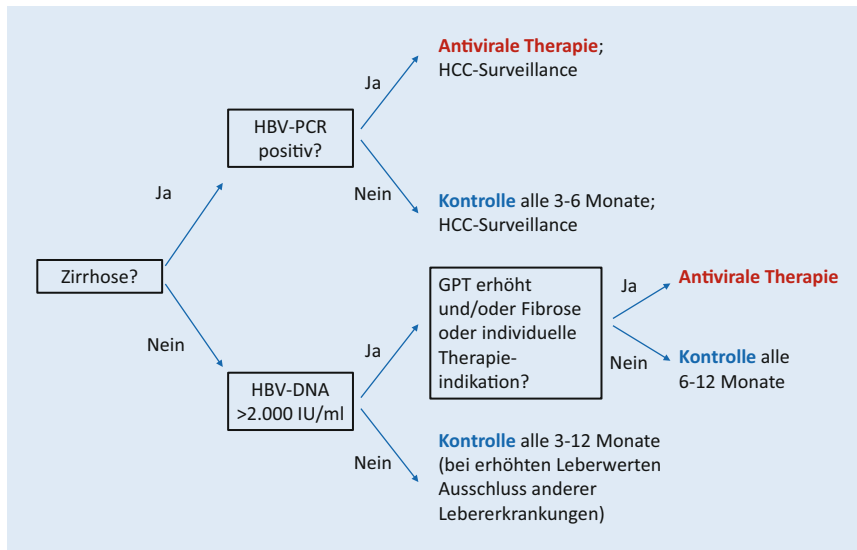 Zirrhose?
Ja
HBV-PCR
positiv?
Ja
Antivirale Therapie;
HCC-Surveillance
Nein
Kontrolle alle 3-6 Monate;
HCC-Surveillance
Nein
HBV-DNA
>2.000 IU/ml
Ja
GPT erhöht
und/oder Fibrose
oder individuelle
Therapie-
indikation?
Ja
Antivirale Therapie
Nein
Kontrolle alle
6-12 Monate
Nein
Kontrolle alle 3-12 Monate
(bei erhöhten Leberwerten
Ausschluss anderer
Lebererkrankungen)